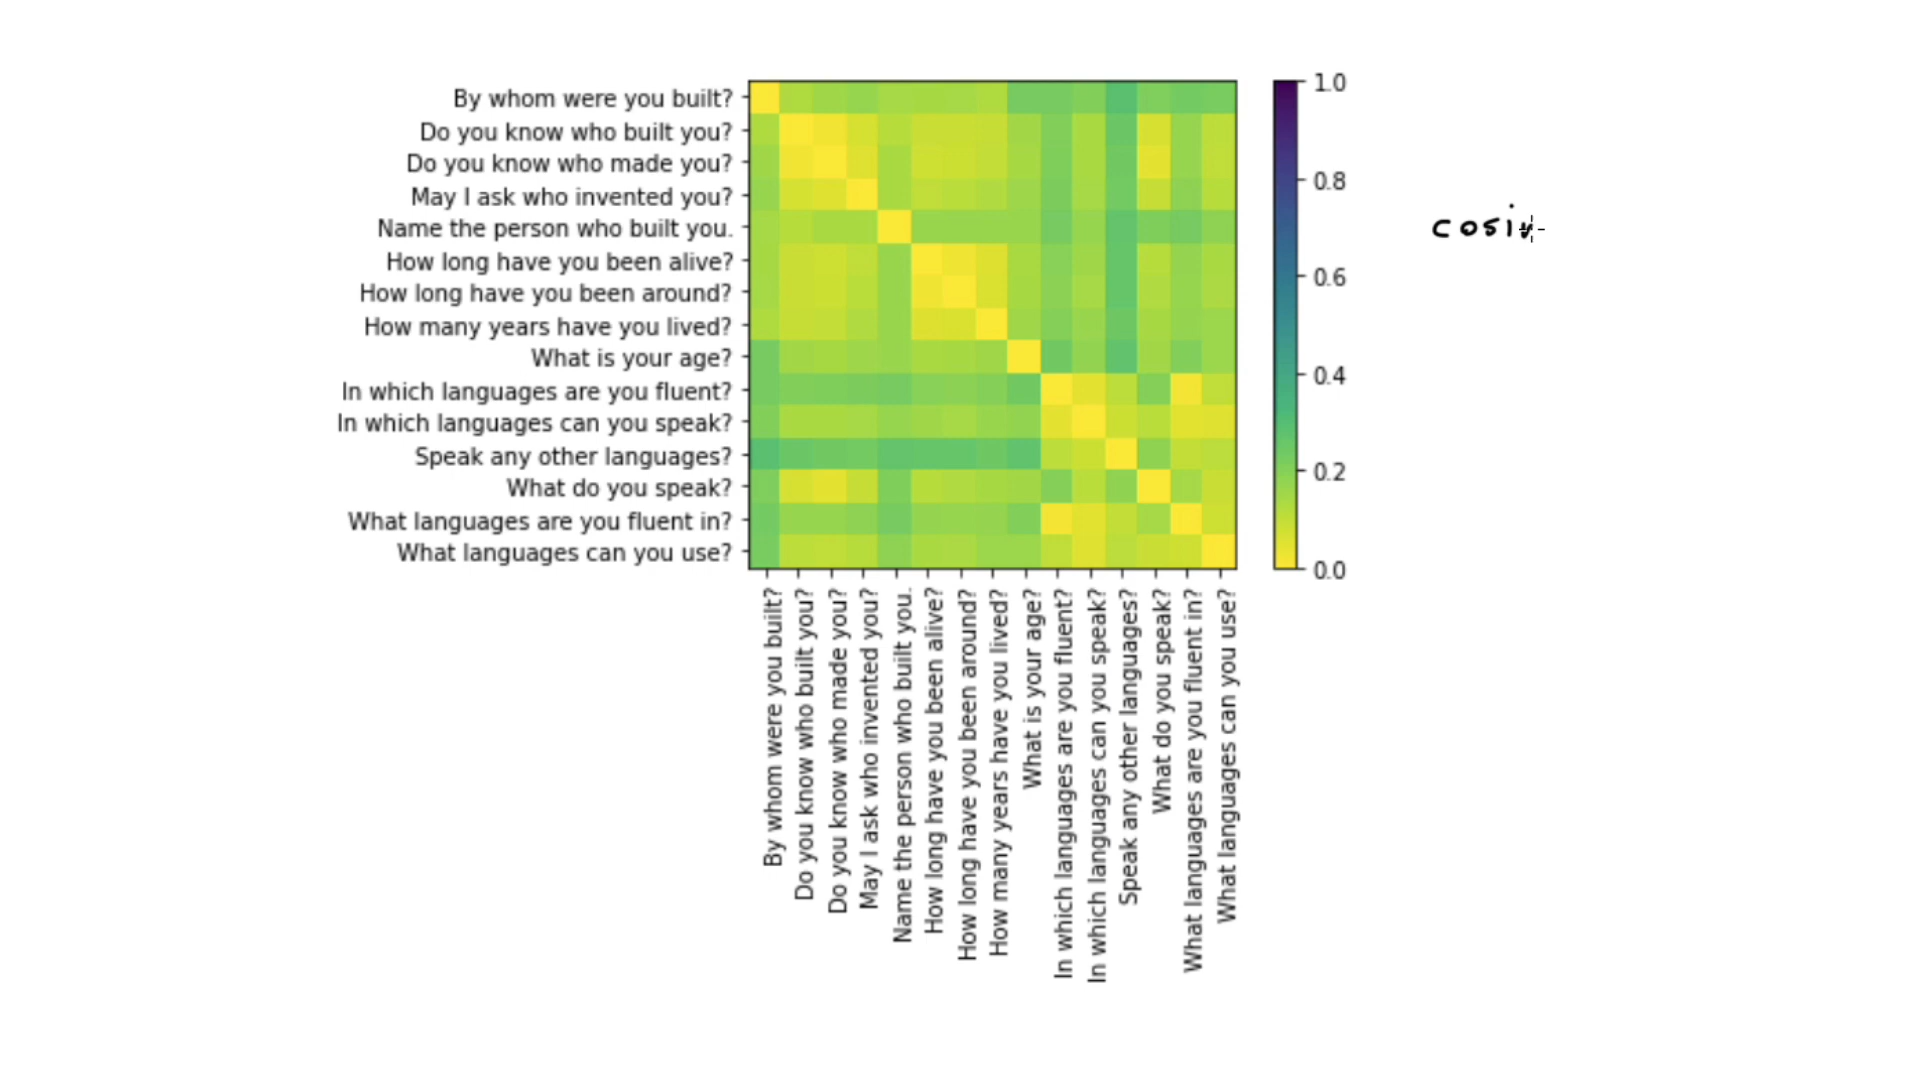 By whom were you built?
Do you know who built you?
Do you know who made you?
May I ask who invented you?
Name the person who built you.
How long have you been alive?
How long have you been around?
How many years have you lived?
What is your age?
In which languages are you fluent?
In which languages can you speak?
Speak any other languages?
What do you speak?
What languages are you fluent in?
What languages can you use?
By whom were you built?
Do you know who built you?
Do you know who made you?
May I ask who invented you?
Name the person who built you.
How long have you been alive?
How long have you been around?
How many years have you lived?
What is your age?
In which languages are you fluent?
In which languages can you speak?
Speak any other languages?
What do you speak?
What languages are you fluent in?
What languages can you use?
1.0
0.8
0.6
0.4
0.2
0.0
cosin